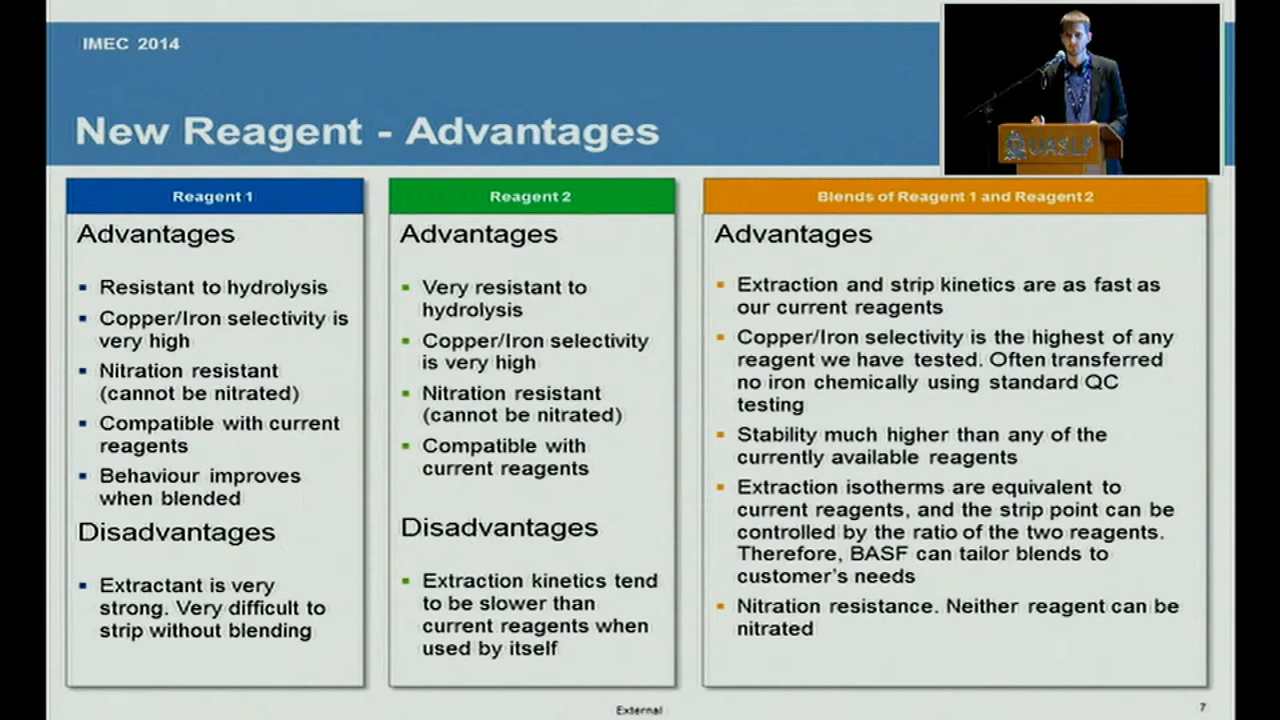 IMEC 2014
New Reagent - Advantages
UASLP
Reagent 1
Advantages
Resistant to hydrolysis
Copper/Iron selectivity is
very high
Nitration resistant
(cannot be nitrated)
Compatible with current
reagents
Behaviour improves
when blended
Disadvantages
Extractant is very
strong. Very difficult to
strip without blending
Reagent 2
Advantages
Very resistant to
hydrolysis
Copper/Iron selectivity
is very high
Nitration resistant
(cannot be nitrated)
Compatible with
current reagents
Disadvantages
Extraction kinetics tend
to be slower than
current reagents when
used by itself
Blends of Reagent 1 and Reagent 2
Advantages
Extraction and strip kinetics are as fast as
our current reagents
Copper/Iron selectivity is the highest of any
reagent we have tested. Often transferred
no iron chemically using standard QC
testing
Stability much higher than any of the
currently available reagents
Extraction isotherms are equivalent to
current reagents, and the strip point can be
controlled by the ratio of the two reagents.
Therefore, BASF can tailor blends to
customer's needs
Nitration resistance. Neither reagent can be
nitrated
External
7